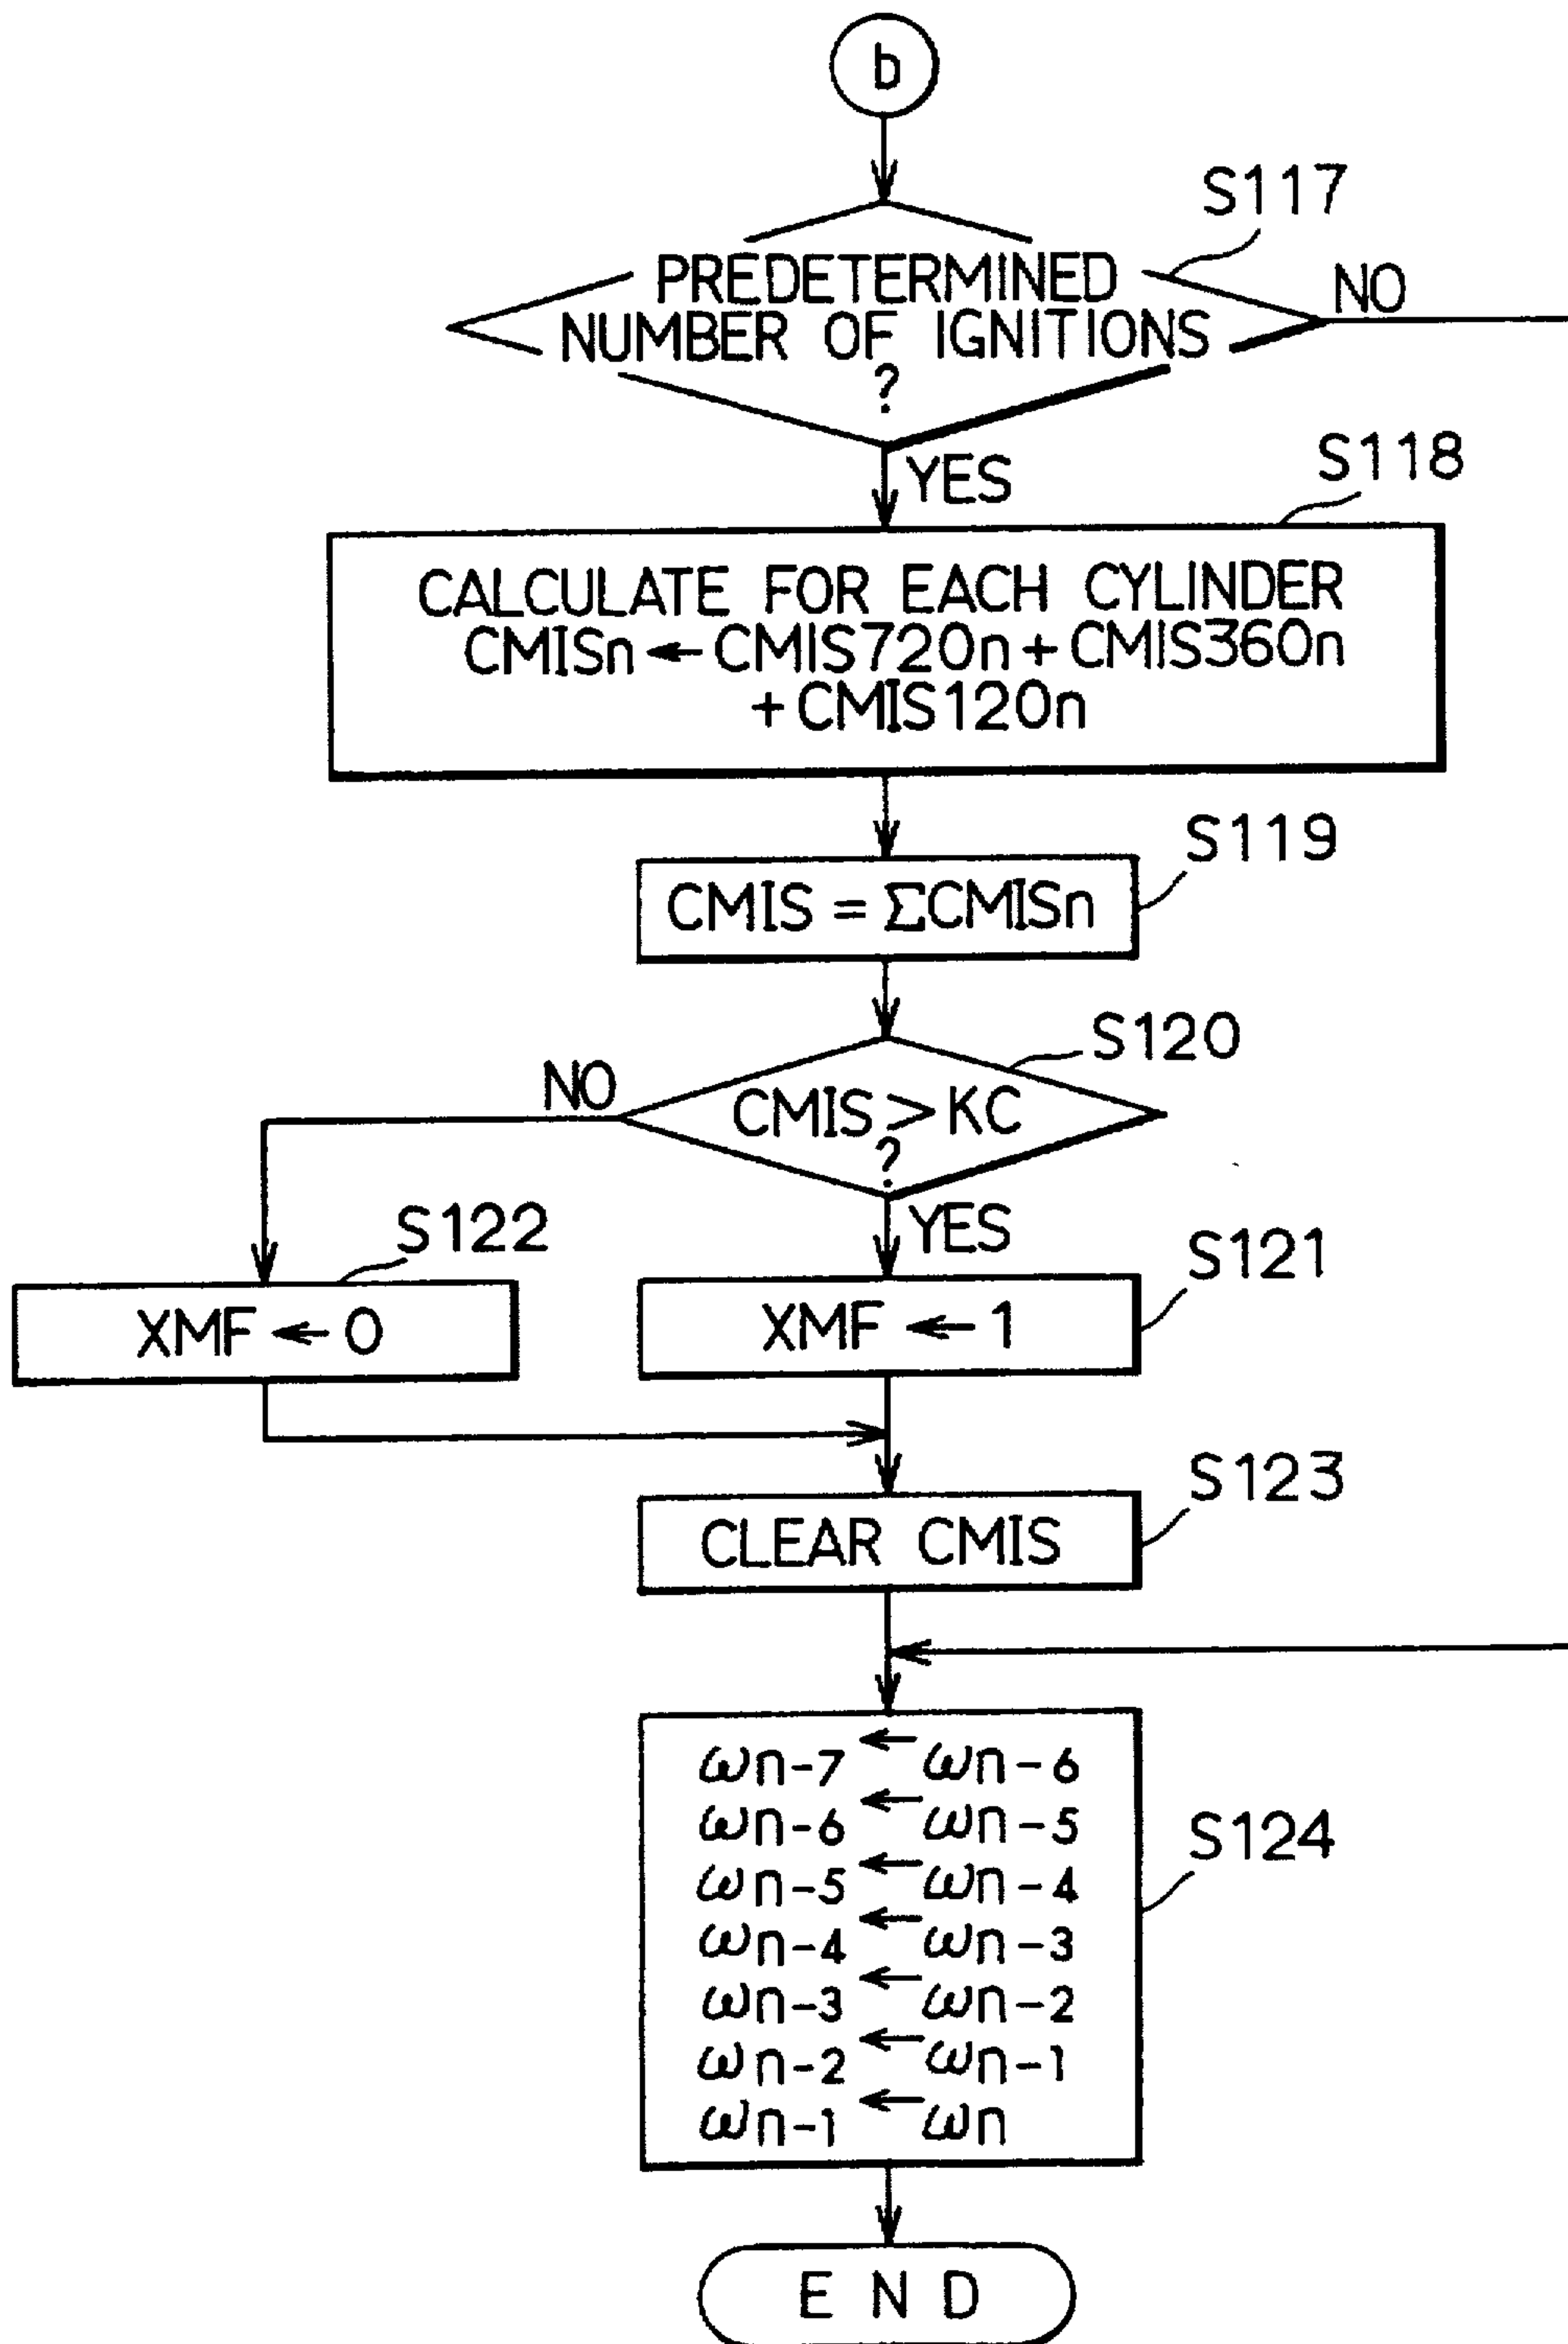 b
S117
PREDETERMINED
NUMBER OF IGNITIONS
?
NO
YES
S118
CALCULATE FOR EACH CYLINDER
CMISn ← CMIS720n + CMIS360n
+ CMIS120n
S119
CMIS = ΣCMISn
S120
NO
CMIS > KC
?
YES
S122
S121
XMF ← 0
XMF ← 1
S123
CLEAR CMIS
S124
ωn-7 ← ωn-6
ωn-6 ← ωn-5
ωn-5 ← ωn-4
ωn-4 ← ωn-3
ωn-3 ← ωn-2
ωn-2 ← ωn-1
ωn-1 ← ωn
END